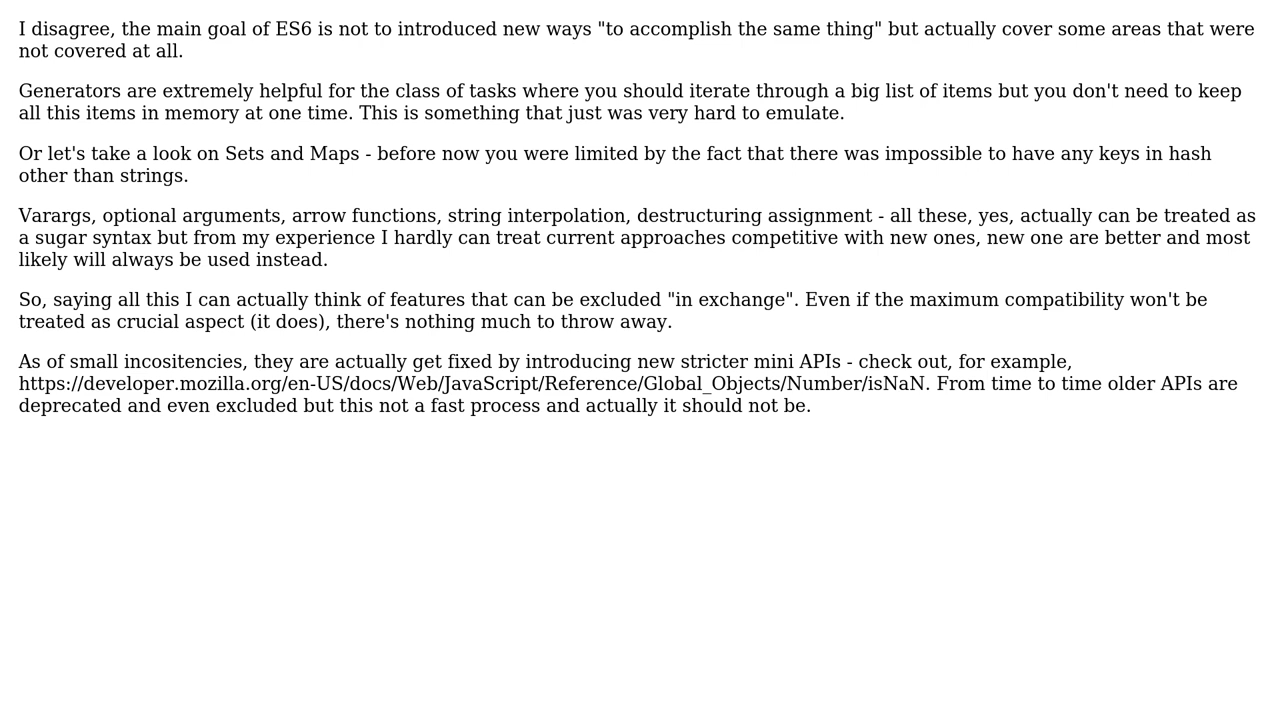 I disagree, the main goal of ES6 is not to introduced new ways "to accomplish the same thing" but actually cover some areas that were
not covered at all.
Generators are extremely helpful for the class of tasks where you should iterate through a big list of items but you don't need to keep
all this items in memory at one time. This is something that just was very hard to emulate.
Or let's take a look on Sets and Maps - before now you were limited by the fact that there was impossible to have any keys in hash
other than strings.
Varargs, optional arguments, arrow functions, string interpolation, destructuring assignment - all these, yes, actually can be treated as
a sugar syntax but from my experience I hardly can treat current approaches competitive with new ones, new one are better and most
likely will always be used instead.
So, saying all this I can actually think of features that can be excluded "in exchange". Even if the maximum compatibility won't be
treated as crucial aspect (it does), there's nothing much to throw away.
As of small incositencies, they are actually get fixed by introducing new stricter mini APIs - check out, for example,
https://developer.mozilla.org/en-US/docs/Web/JavaScript/Reference/Global_Objects/Number/isNaN. From time to time older APIs are
deprecated and even excluded but this not a fast process and actually it should not be.